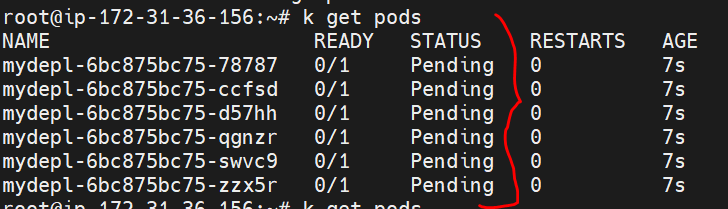 root@ip-172-31-36-156:~# k get pods
NAME READY STATUS RESTARTS AGE
mydepl-6bc875bc75-78787 0/1 Pending 0 7s
mydepl-6bc875bc75-ccfsd 0/1 Pending 0 7s
mydepl-6bc875bc75-d57hh 0/1 Pending 0 7s
mydepl-6bc875bc75-qgnzr 0/1 Pending 0 7s
mydepl-6bc875bc75-swvc9 0/1 Pending 0 7s
mydepl-6bc875bc75-zzx5r 0/1 Pending 0 7s
root@ip-172-31-36-156:~# k get pods